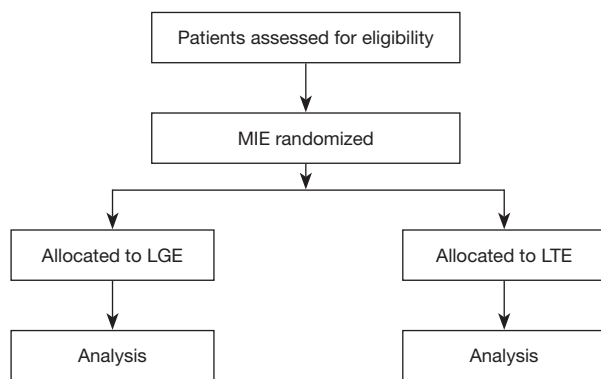 Patients assessed for eligibility
MIE randomized
Allocated to LGE
Allocated to LTE
Analysis
Analysis